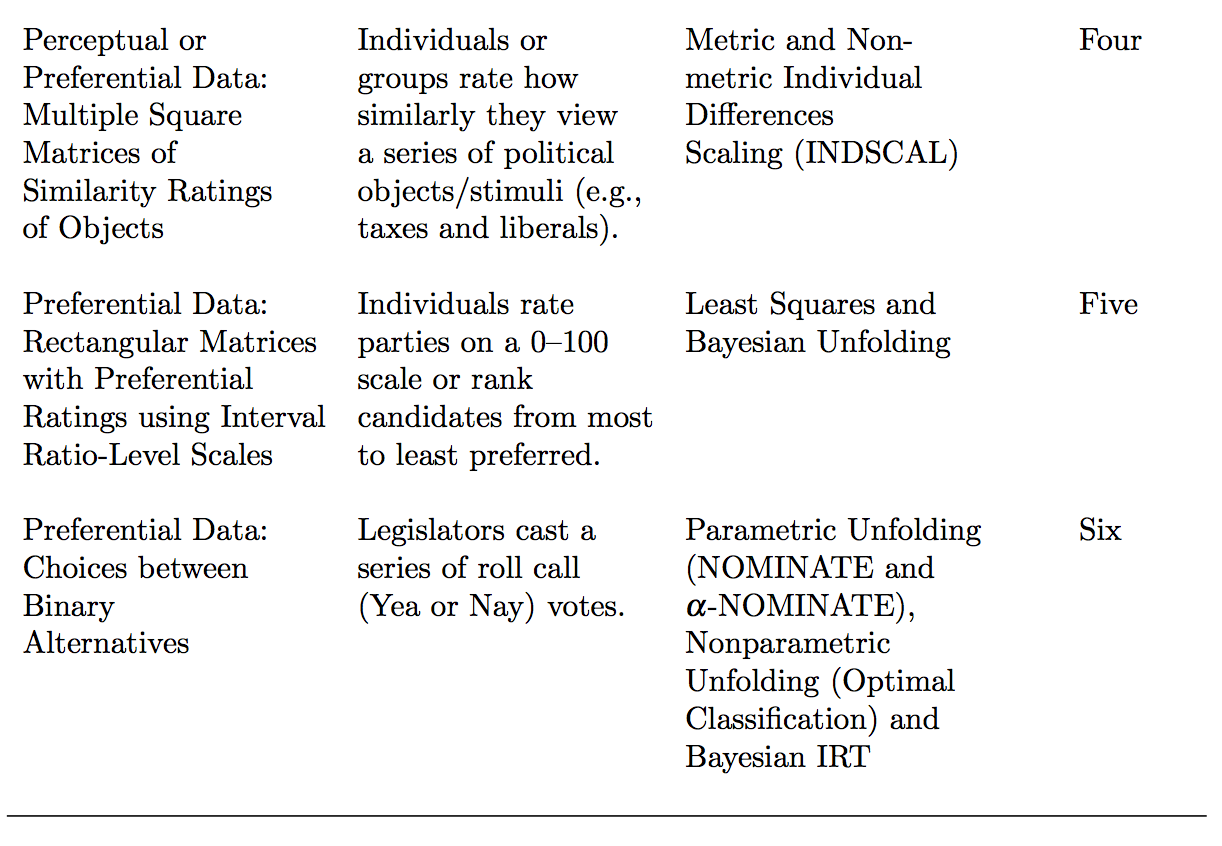 Perceptual or
Preferential Data:
Multiple Square
Matrices of
Similarity Ratings
of Objects
Individuals or
groups rate how
similarly they view
a series of political
objects/stimuli (e.g.,
taxes and liberals).
Metric and Non-
metric Individual
Differences
Scaling (INDSCAL)
Four
Preferential Data:
Rectangular Matrices
with Preferential
Ratings using Interval
Ratio-Level Scales
Individuals rate
parties on a 0–100
scale or rank
candidates from most
to least preferred.
Least Squares and
Bayesian Unfolding
Five
Preferential Data:
Choices between
Binary
Alternatives
Legislators cast a
series of roll call
(Yea or Nay) votes.
Parametric Unfolding
(NOMINATE and
α-NOMINATE),
Nonparametric
Unfolding (Optimal
Classification) and
Bayesian IRT
Six